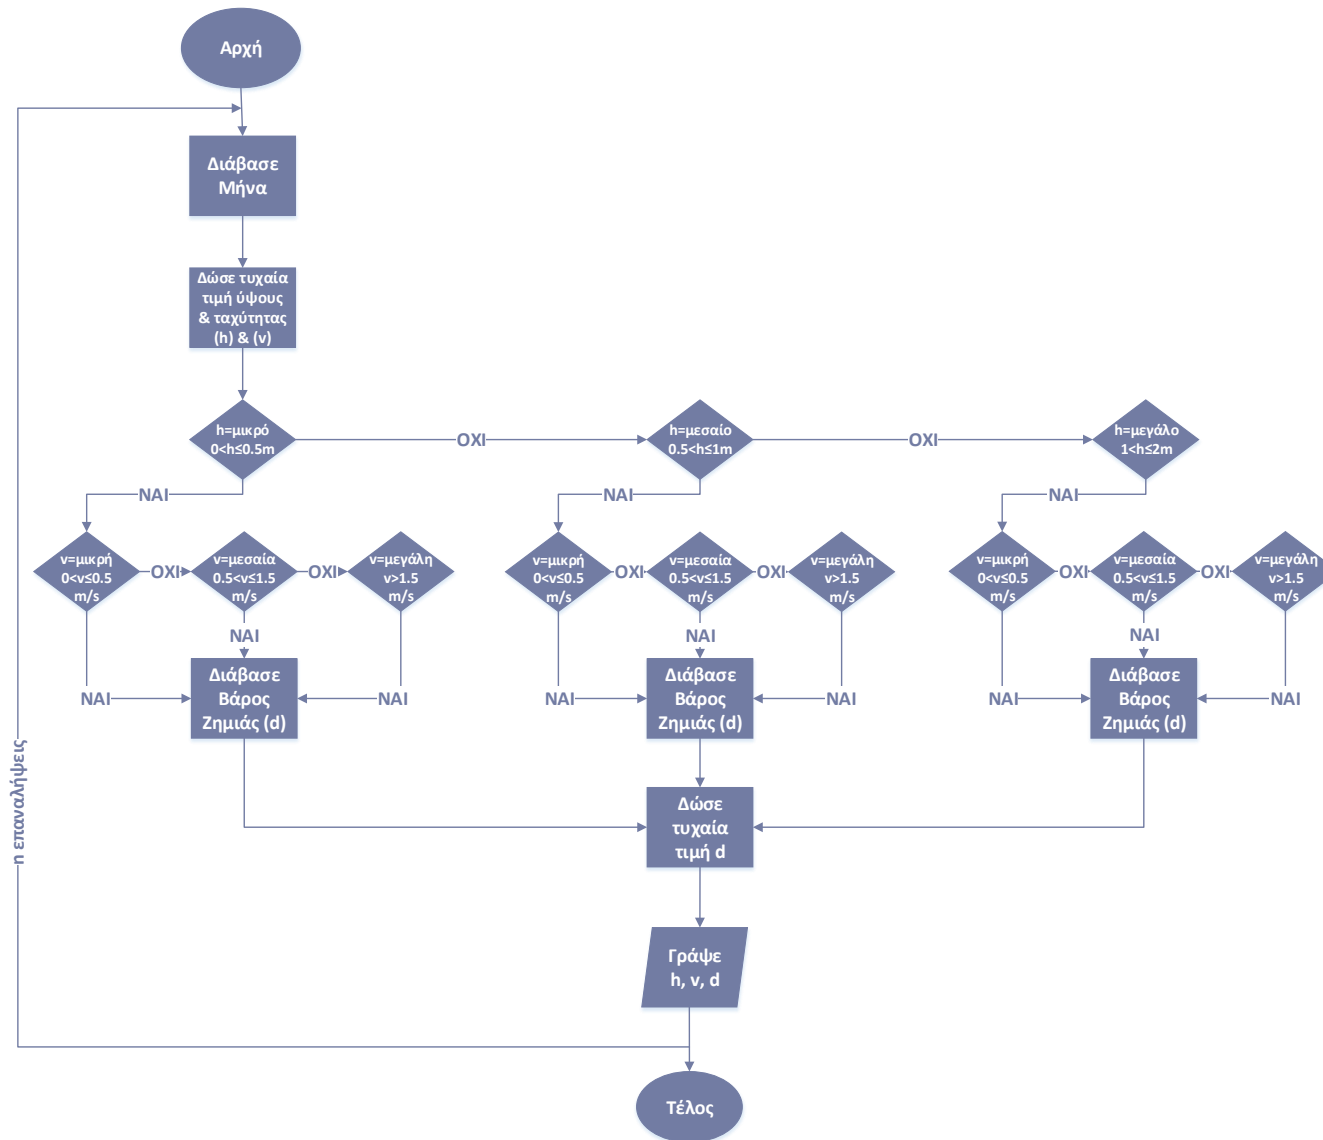 Αρχή
Διάβασε
Μήνα
Δώσε τυχαία
τιμή ύψους
& ταχύτητας
(h) & (v)
h=μικρό
0<h≤0.5m
ΟΧΙ
h=μεσαίο
0.5<h≤1m
ΟΧΙ
h=μεγάλο
1<h≤2m
ΝΑΙ
ΝΑΙ
ΝΑΙ
v=μικρή
0<v≤0.5
m/s
ΟΧΙ
v=μεσαία
0.5<v≤1.5
m/s
ΟΧΙ
v=μεγάλη
v>1.5
m/s
v=μικρή
0<v≤0.5
m/s
ΟΧΙ
v=μεσαία
0.5<v≤1.5
m/s
ΟΧΙ
v=μεγάλη
v>1.5
m/s
v=μικρή
0<v≤0.5
m/s
ΟΧΙ
v=μεσαία
0.5<v≤1.5
m/s
ΟΧΙ
v=μεγάλη
v>1.5
m/s
ΝΑΙ
ΝΑΙ
ΝΑΙ
ΝΑΙ
Διάβασε
Βάρος
Ζημιάς (d)
ΝΑΙ
ΝΑΙ
Διάβασε
Βάρος
Ζημιάς (d)
ΝΑΙ
ΝΑΙ
Διάβασε
Βάρος
Ζημιάς (d)
ΝΑΙ
n επαναλήψεις
Δώσε
τυχαία
τιμή d
Γράψε
h, v, d
Τέλος